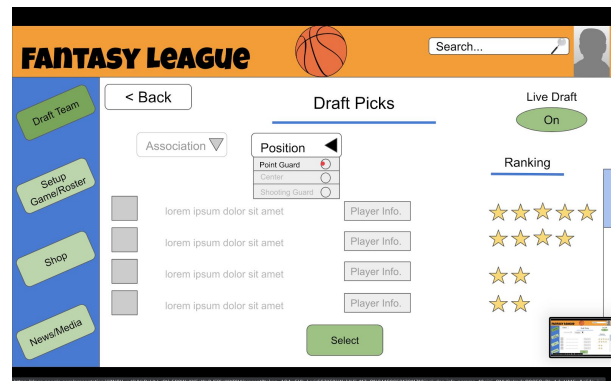 FANTASY LEAGUE
Search...
< Back
Draft Picks
Live Draft
On
Draft Team
Association
Position
Point Guard
Center
Shooting Guard
Ranking
Setup
Game/Roster
lorem ipsum dolor sit amet
Player Info.
lorem ipsum dolor sit amet
Player Info.
Shop
lorem ipsum dolor sit amet
Player Info.
lorem ipsum dolor sit amet
Player Info.
News/Media
Select